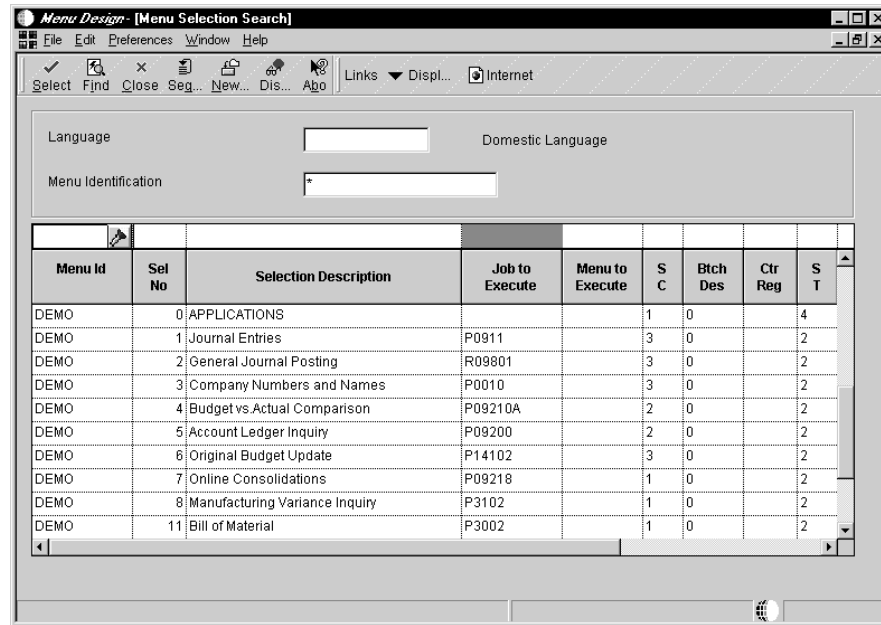 Menu Design - [Menu Selection Search]
File Edit Preferences Window Help
Select Find Close Seq... New... Dis... Abo Links Displ... Internet
Language Domestic Language
Menu Identification *
Menu Id Sel No Selection Description Job to Execute Menu to Execute S C Btch Des Ctr Reg S T
DEMO 0 APPLICATIONS 1 0 4
DEMO 1 Journal Entries P0911 3 0 2
DEMO 2 General Journal Posting R09801 3 0 2
DEMO 3 Company Numbers and Names P0010 3 0 2
DEMO 4 Budget vs.Actual Comparison P09210A 2 0 2
DEMO 5 Account Ledger Inquiry P09200 2 0 2
DEMO 6 Original Budget Update P14102 3 0 2
DEMO 7 Online Consolidations P09218 1 0 2
DEMO 8 Manufacturing Variance Inquiry P3102 1 0 2
DEMO 11 Bill of Material P3002 1 0 2